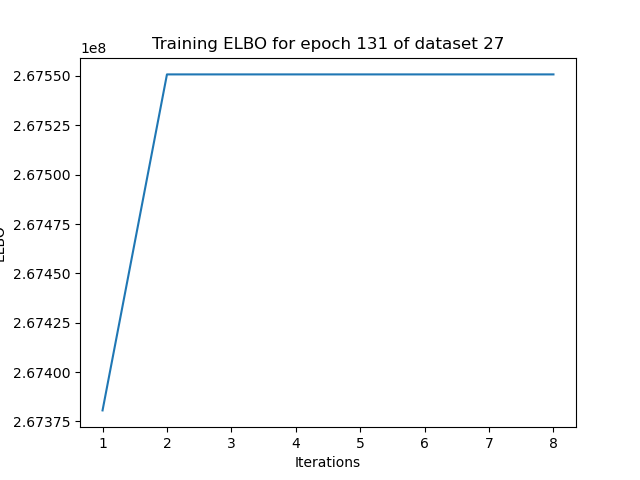 Training ELBO for epoch 131 of dataset 27
1e8
2.67550
2.67525
2.67500
2.67475
2.67450
2.67425
2.67400
2.67375
ELBO
1 2 3 4 5 6 7 8
Iterations